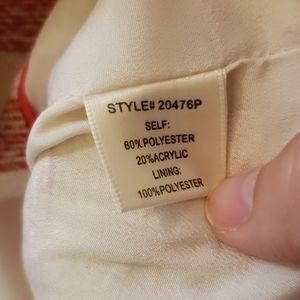 STYLE# 20476P
SELF:
80%POLYESTER
20%ACRYLIC
LINING:
100%POLYESTER